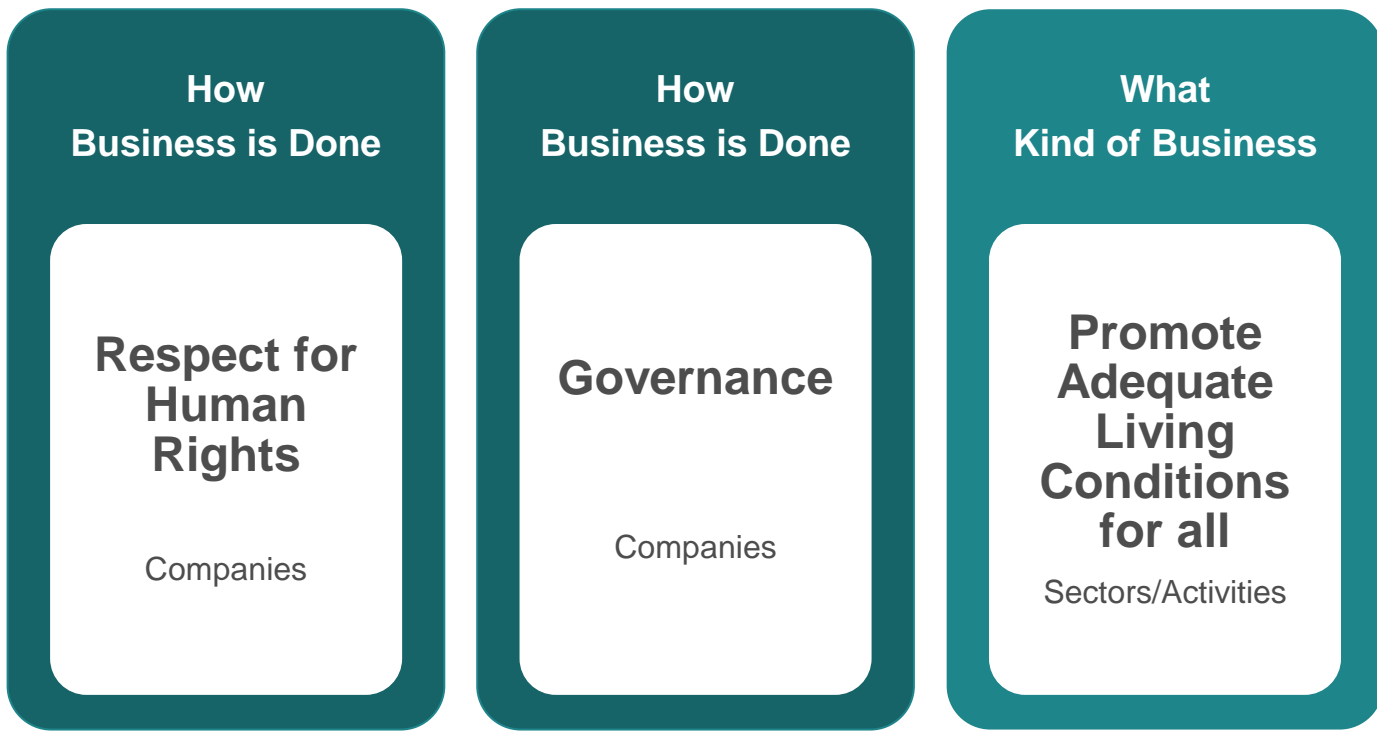 How
Business is Done
Respect for
Human
Rights
Companies
How
Business is Done
Governance
Companies
What
Kind of Business
Promote
Adequate
Living
Conditions
for all
Sectors/Activities